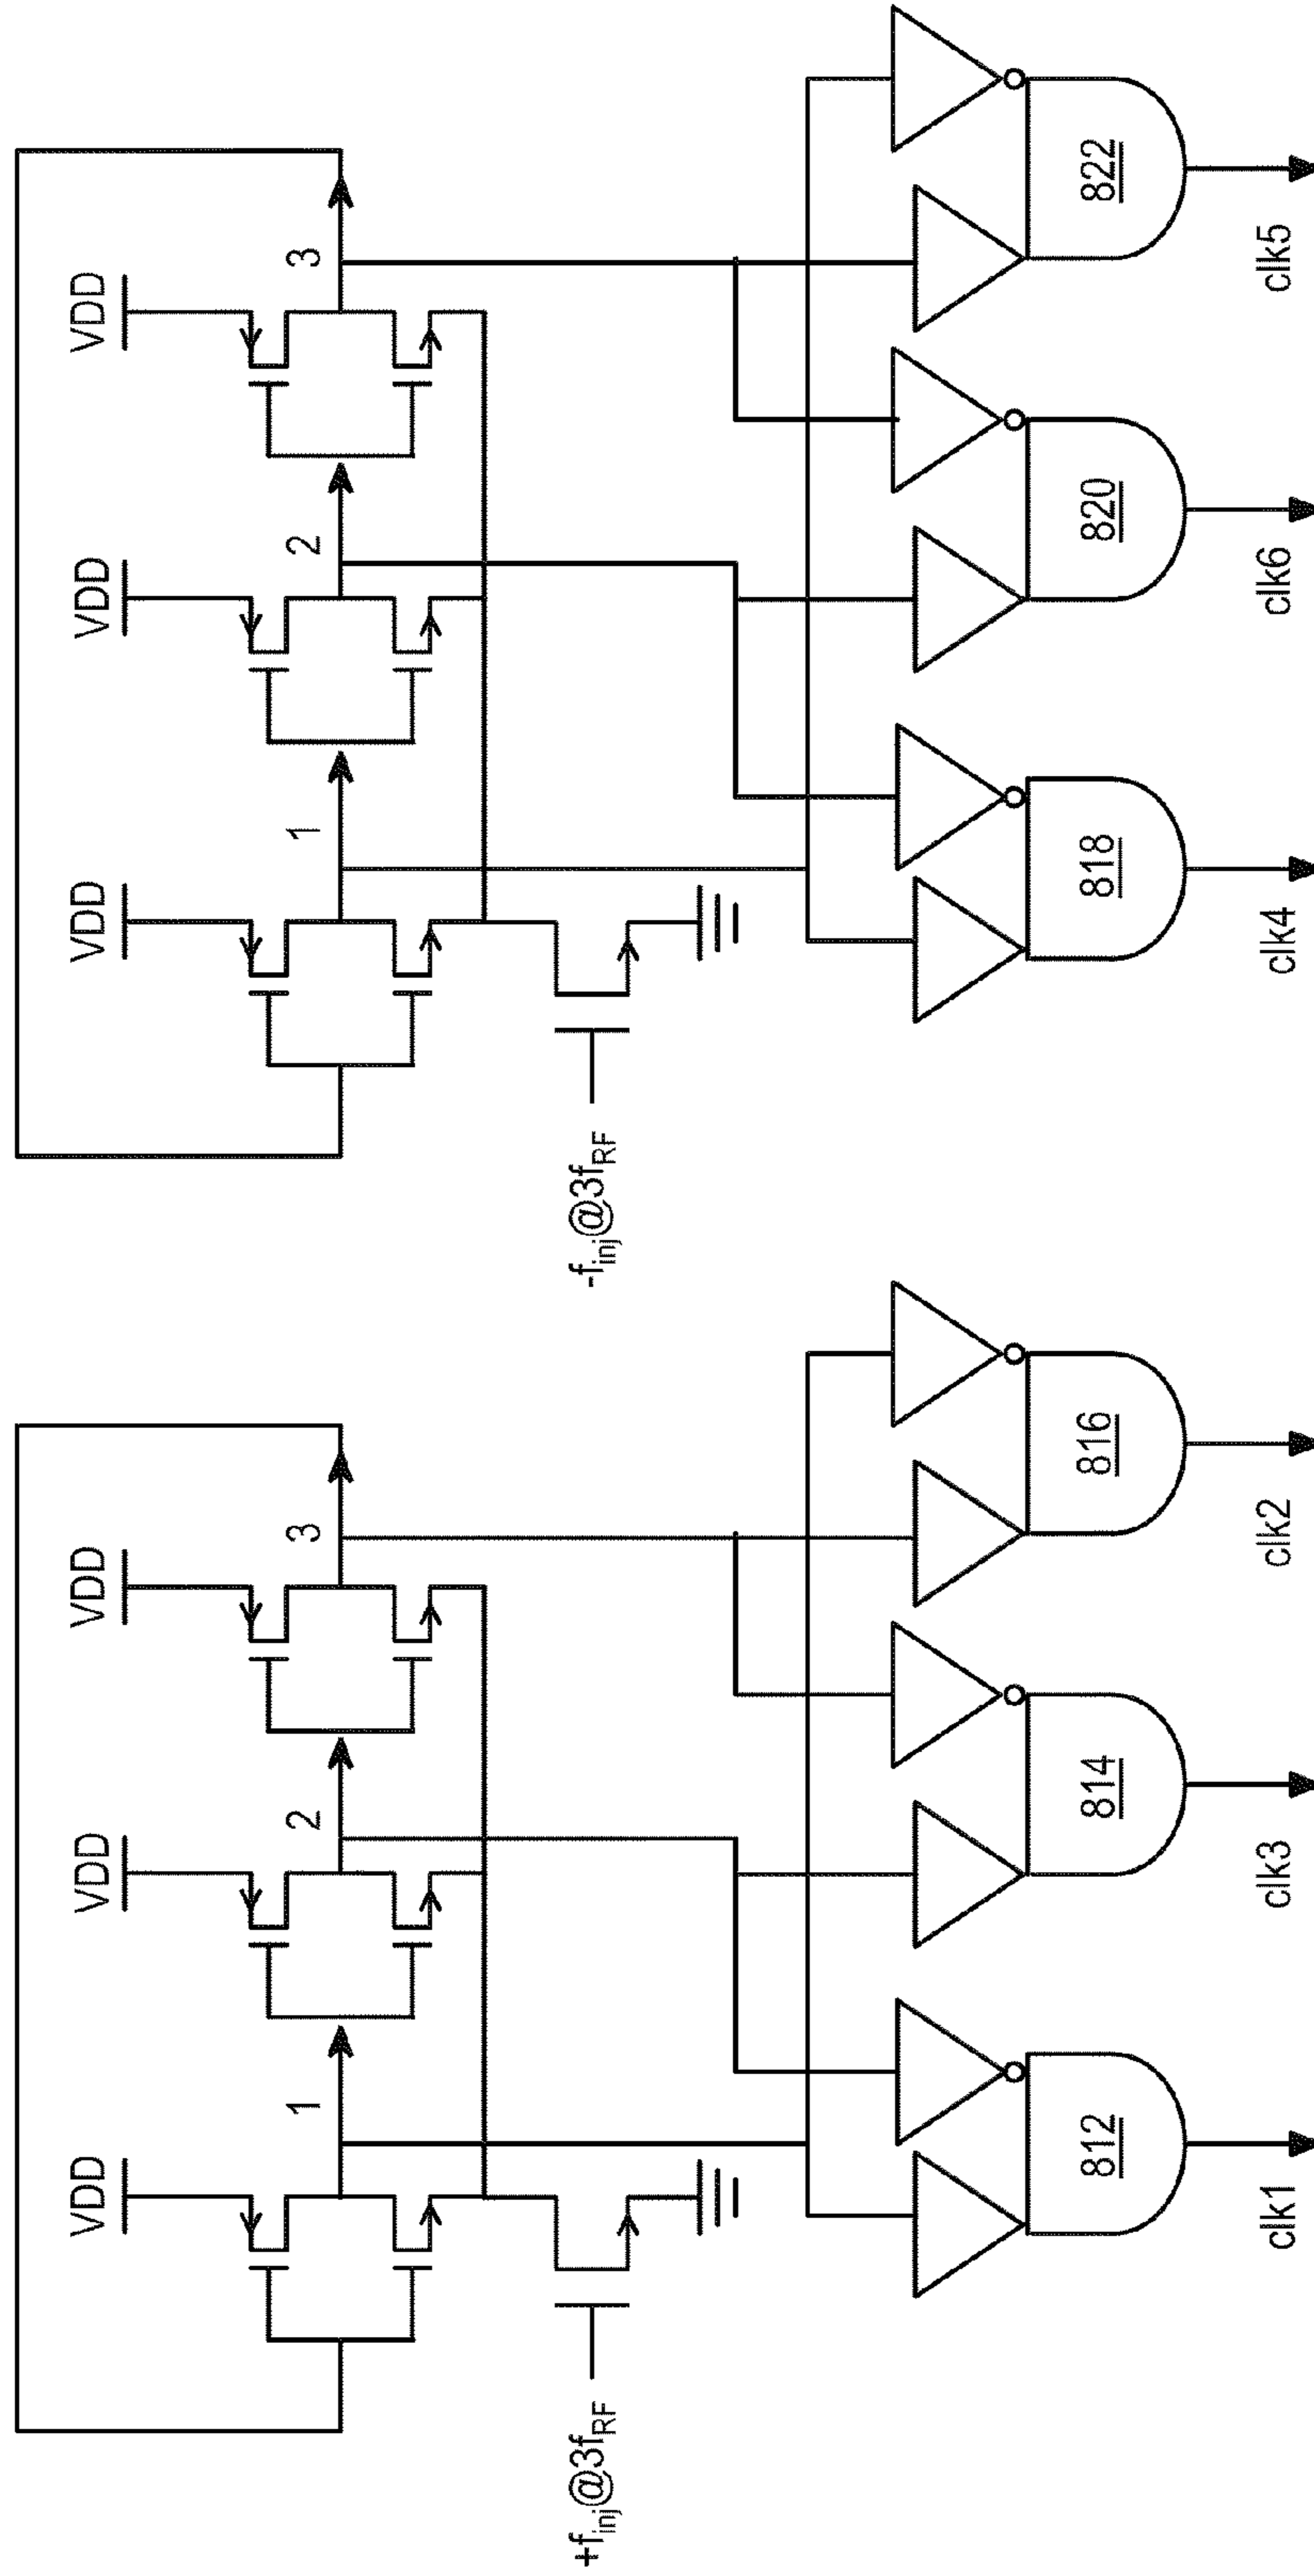 VDD
VDD
VDD
1
2
3
+f_inj@3f_RF
812
814
816
clk1
clk3
clk2
VDD
VDD
VDD
1
2
3
-f_inj@3f_RF
818
820
822
clk4
clk6
clk5